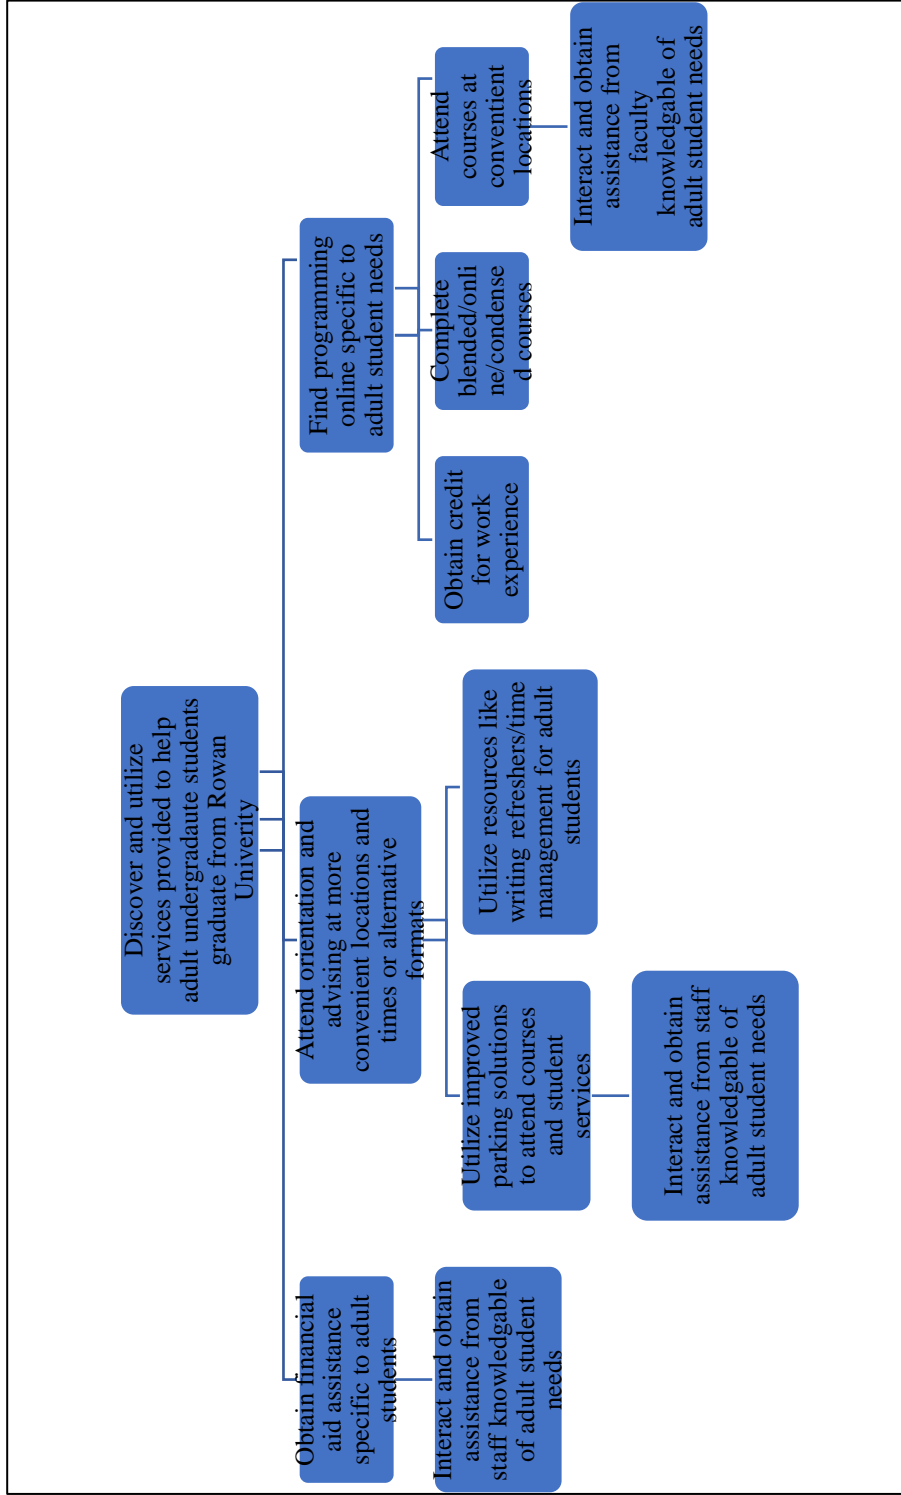 Discover and utilize
services provided to help
adult undergradaute students
graduate from Rowan
Univerity
Obtain financial
aid assistance
specific to adult
students
Interact and obtain
assistance from
staff knowledgable
of adult student
needs
Attend orientation and
advising at more
convenient locations and
times or alternative
formats
Utilize improved
parking solutions
to attend courses
and student
services
Interact and obtain
assistance from staff
knowledgable of
adult student needs
Utilize resources like
writing refreshers/time
management for adult
students
Find programming
online specific to
adult student needs
Obtain credit
for work
experience
Complete
blended/onli
ne/condense
d courses
Attend
courses at
conventient
locations
Interact and obtain
assistance from
faculty
knowledgable of
adult student needs